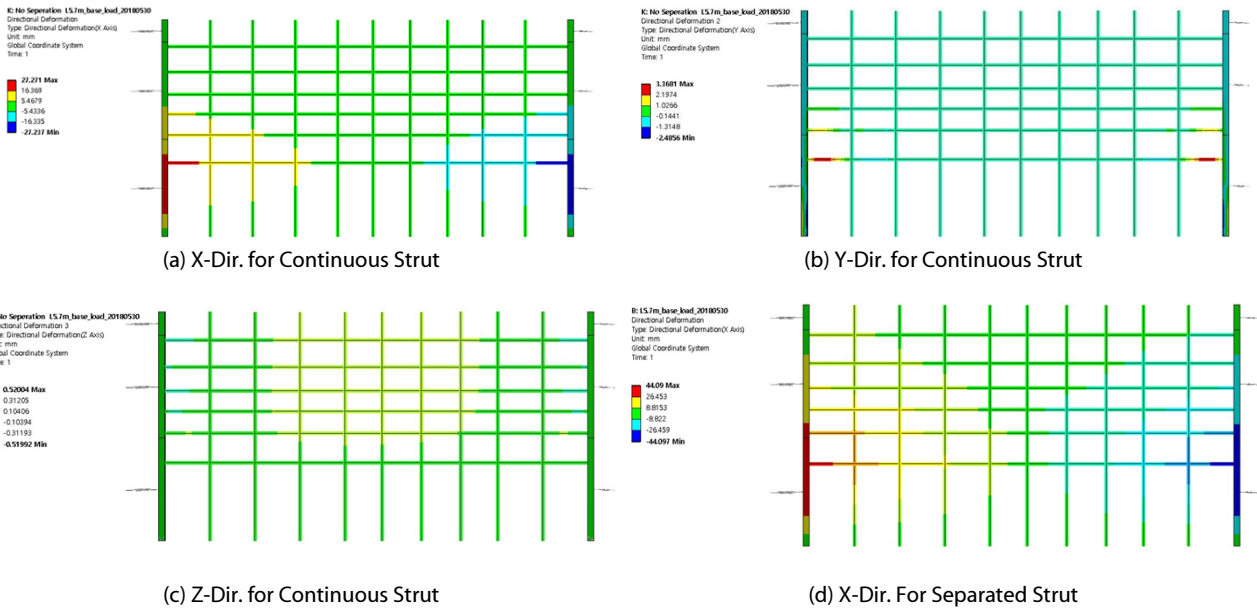 K: No Seperation L5.7m_base_load_20180530
Directional Deformation
Type: Directional Deformation(X Axis)
Unit: mm
Global Coordinate System
Time: 1
27.271 Max
16.369
5.4679
-5.4336
-16.335
-27.237 Min
(a) X-Dir. for Continuous Strut
K: No Seperation L5.7m_base_load_20180530
Directional Deformation 2
Type: Directional Deformation(Y Axis)
Unit: mm
Global Coordinate System
Time: 1
3.3681 Max
2.1974
1.0266
-0.1441
-1.3148
-2.4856 Min
(b) Y-Dir. for Continuous Strut
No Seperation L5.7m_base_load_20180530
ctional Deformation 3
e: Directional Deformation(Z Axis)
: mm
bal Coordinate System
e: 1
0.52004 Max
0.31205
0.10406
-0.10394
-0.31193
-0.51992 Min
(c) Z-Dir. for Continuous Strut
B: L5.7m_base_load_20180530
Directional Deformation
Type: Directional Deformation(X Axis)
Unit: mm
Global Coordinate System
Time: 1
44.09 Max
26.453
8.8153
-8.822
-26.459
-44.097 Min
(d) X-Dir. For Separated Strut